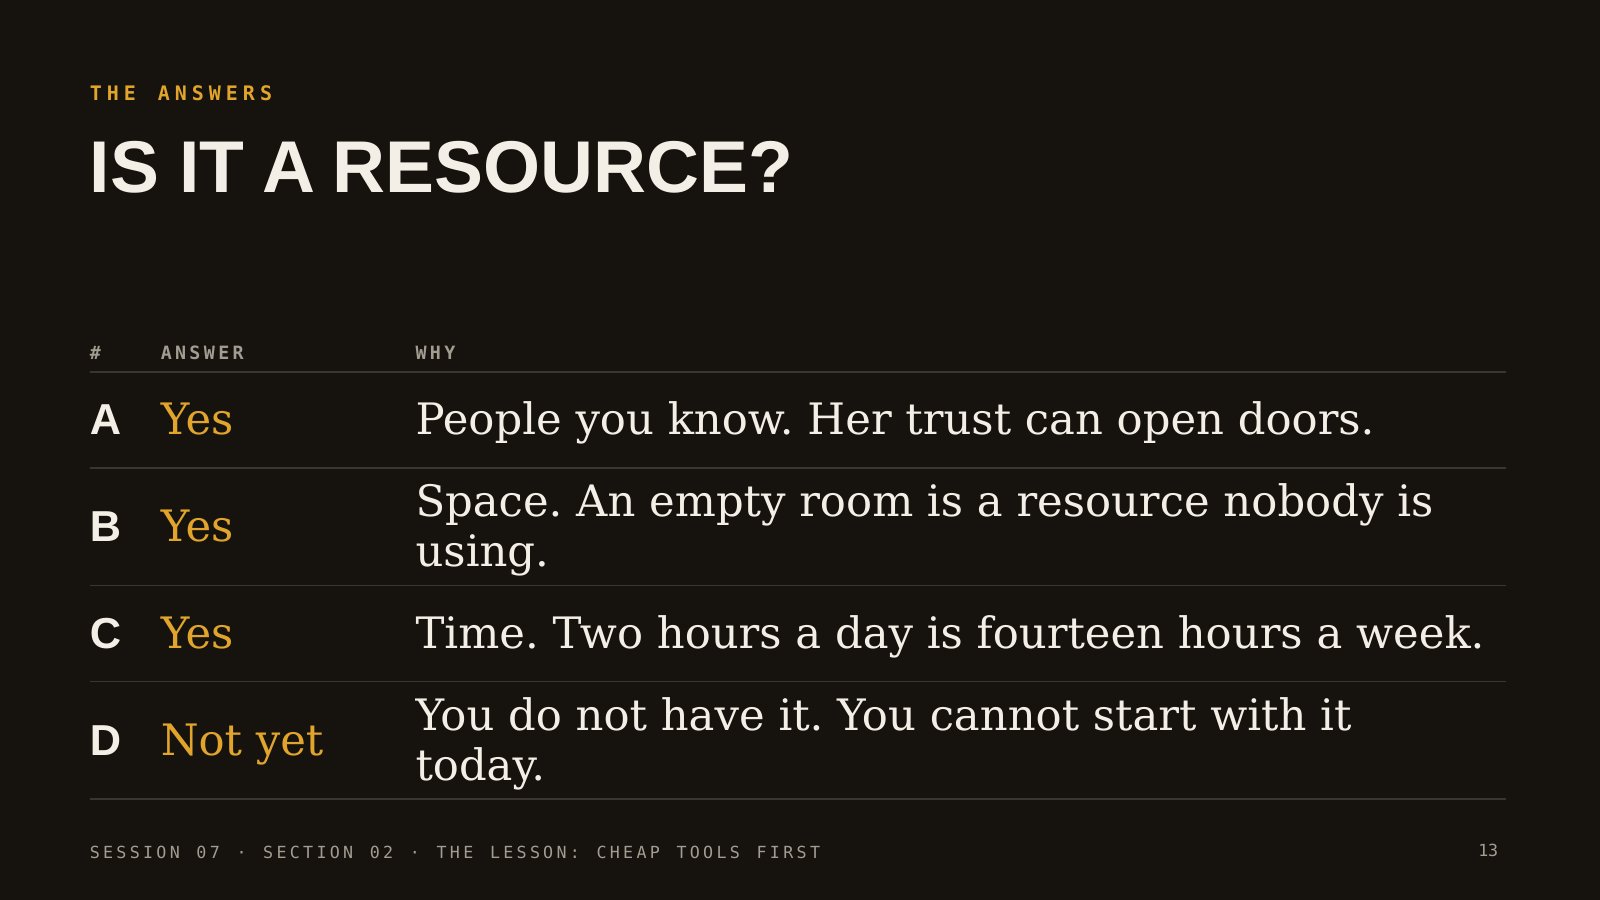 THE ANSWERS
IS IT A RESOURCE?
# ANSWER WHY
A Yes People you know. Her trust can open doors.
B Yes Space. An empty room is a resource nobody is
using.
C Yes Time. Two hours a day is fourteen hours a week.
D Not yet You do not have it. You cannot start with it
today.
SESSION 07 · SECTION 02 · THE LESSON: CHEAP TOOLS FIRST 13